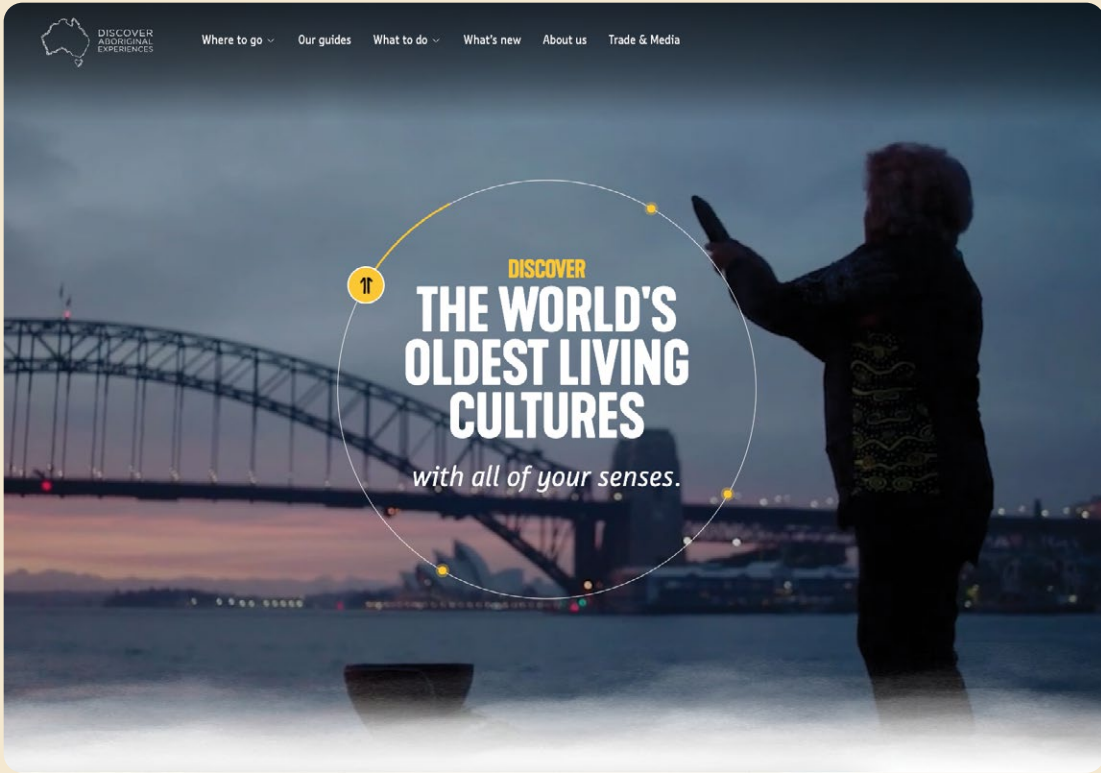 DISCOVER
ABORIGINAL
EXPERIENCES
Where to go
Our guides
What to do
What's new
About us
Trade & Media
DISCOVER
THE WORLD'S
OLDEST LIVING
CULTURES
with all of your senses.